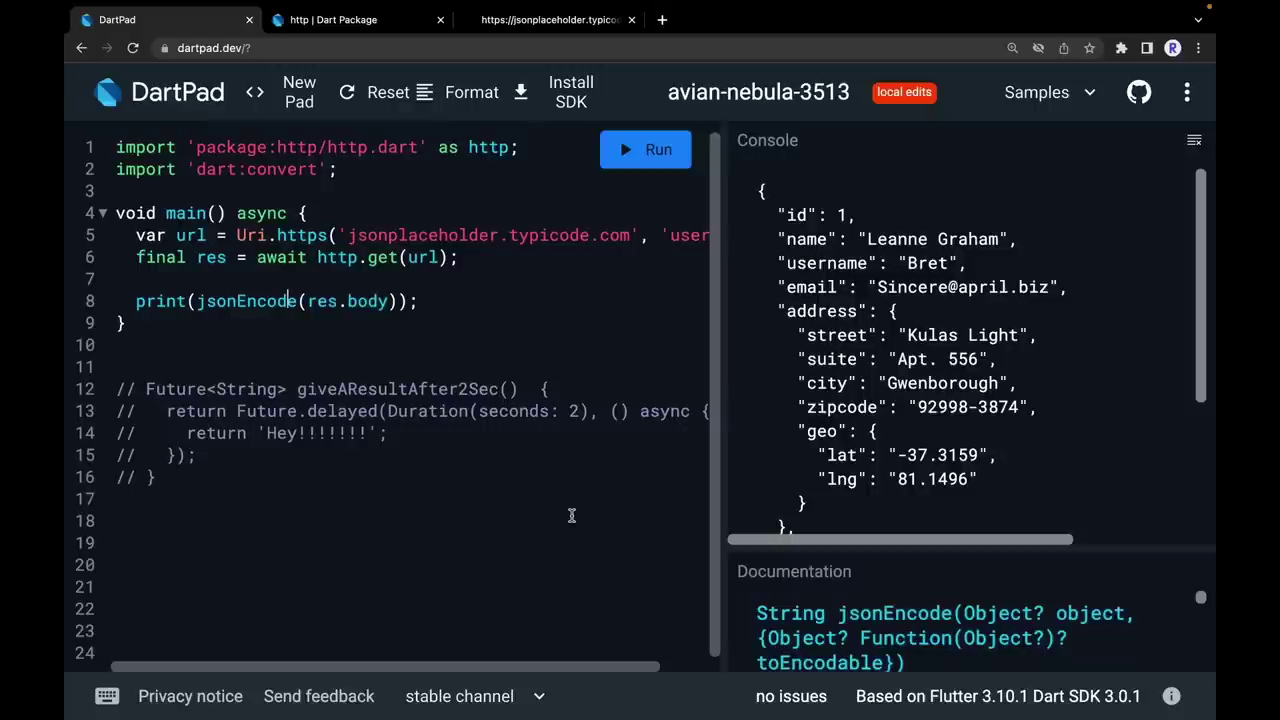 DartPad
http | Dart Package
https://jsonplaceholder.typico
dartpad.dev/?
R
DartPad
<> New Pad
Reset
Format
Install SDK
avian-nebula-3513
local edits
Samples
1 import 'package:http/http.dart' as http;
2 import 'dart:convert';
3
4 void main() async {
5 var url = Uri.https('jsonplaceholder.typicode.com', 'user
6 final res = await http.get(url);
7
8 print(jsonEncode(res.body));
9 }
10
11
12 // Future<String> giveAResultAfter2Sec()  {
13 //   return Future.delayed(Duration(seconds: 2), () async {
14 //     return 'Hey!!!!!!!';
15 //   });
16 // }
17
18
19
20
21
22
23
24
Run
Console
{
"id": 1,
"name": "Leanne Graham",
"username": "Bret",
"email": "Sincere@april.biz",
"address": {
"street": "Kulas Light",
"suite": "Apt. 556",
"city": "Gwenborough",
"zipcode": "92998-3874",
"geo": {
"lat": "-37.3159",
"lng": "81.1496"
}
},
Documentation
String jsonEncode(Object? object,
{Object? Function(Object?)?
toEncodable})
Privacy notice
Send feedback
stable channel
no issues
Based on Flutter 3.10.1 Dart SDK 3.0.1